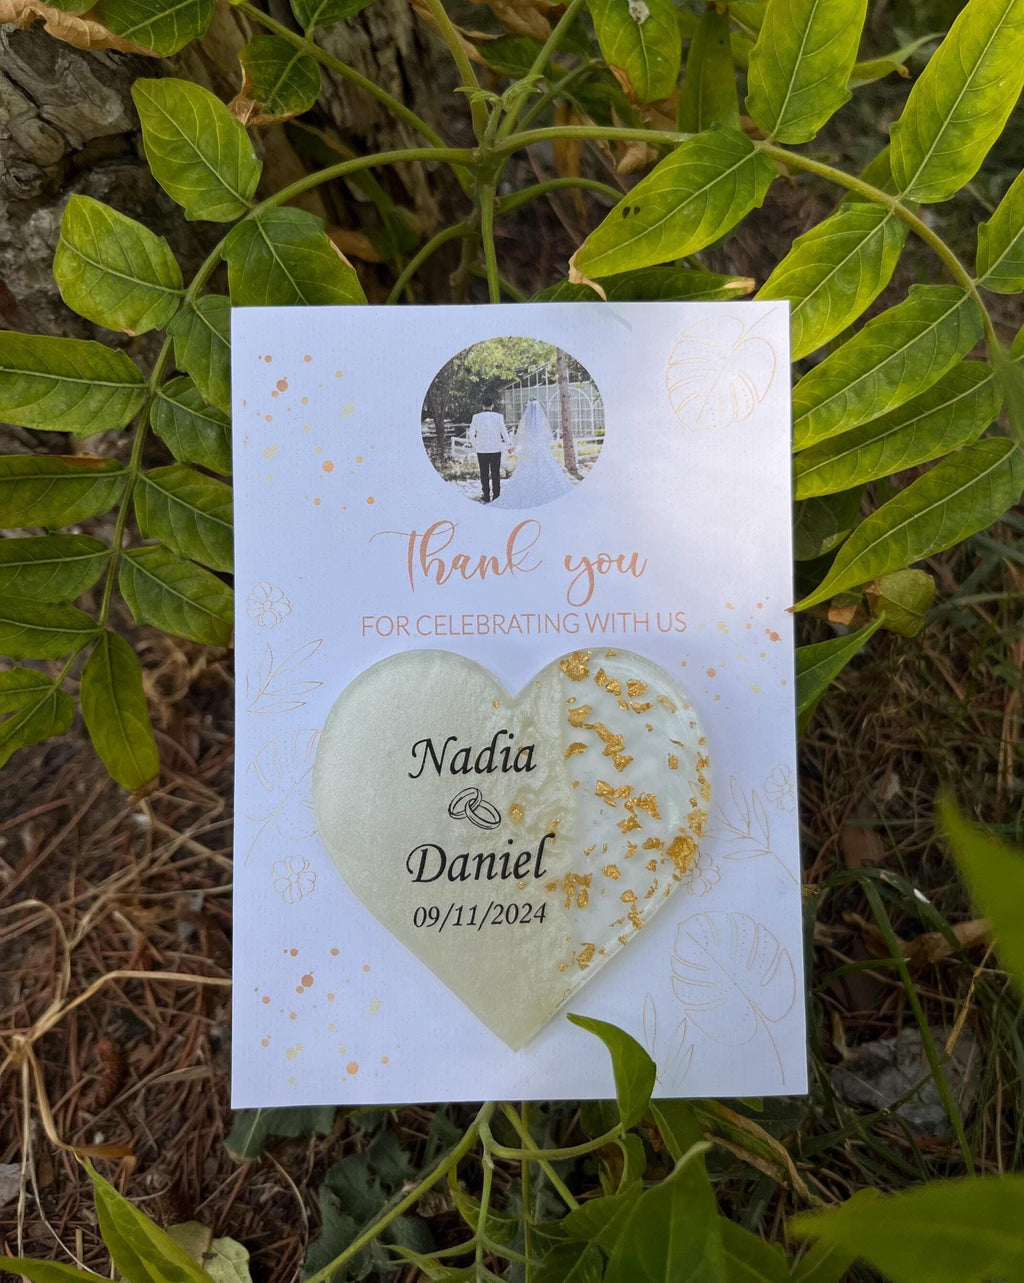 Thank you
FOR CELEBRATING WITH US
Nadia
Daniel
09/11/2024